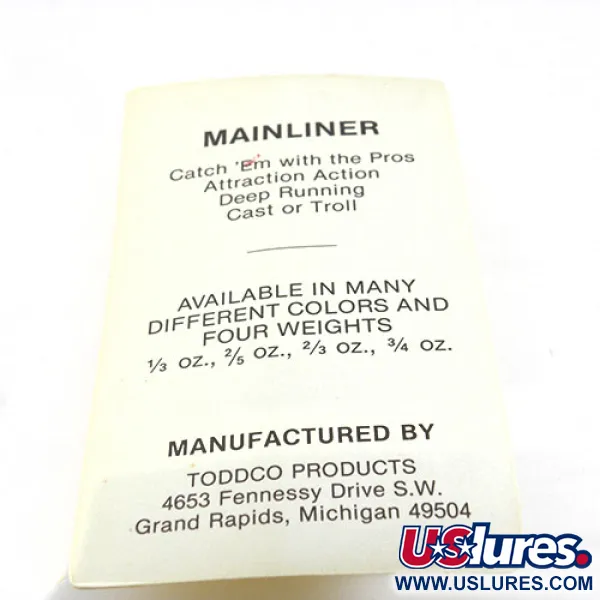 MAINLINER
Catch 'Em with the Pros
Attraction Action
Deep Running
Cast or Troll
AVAILABLE IN MANY
DIFFERENT COLORS AND
FOUR WEIGHTS
⅓ oz., ⅖ oz., ⅔ oz., ¾ oz.
MANUFACTURED BY
TODDCO PRODUCTS
4653 Fennessy Drive S.W.
Grand Rapids, Michigan 49504
USlures.
WWW.USLURES.COM